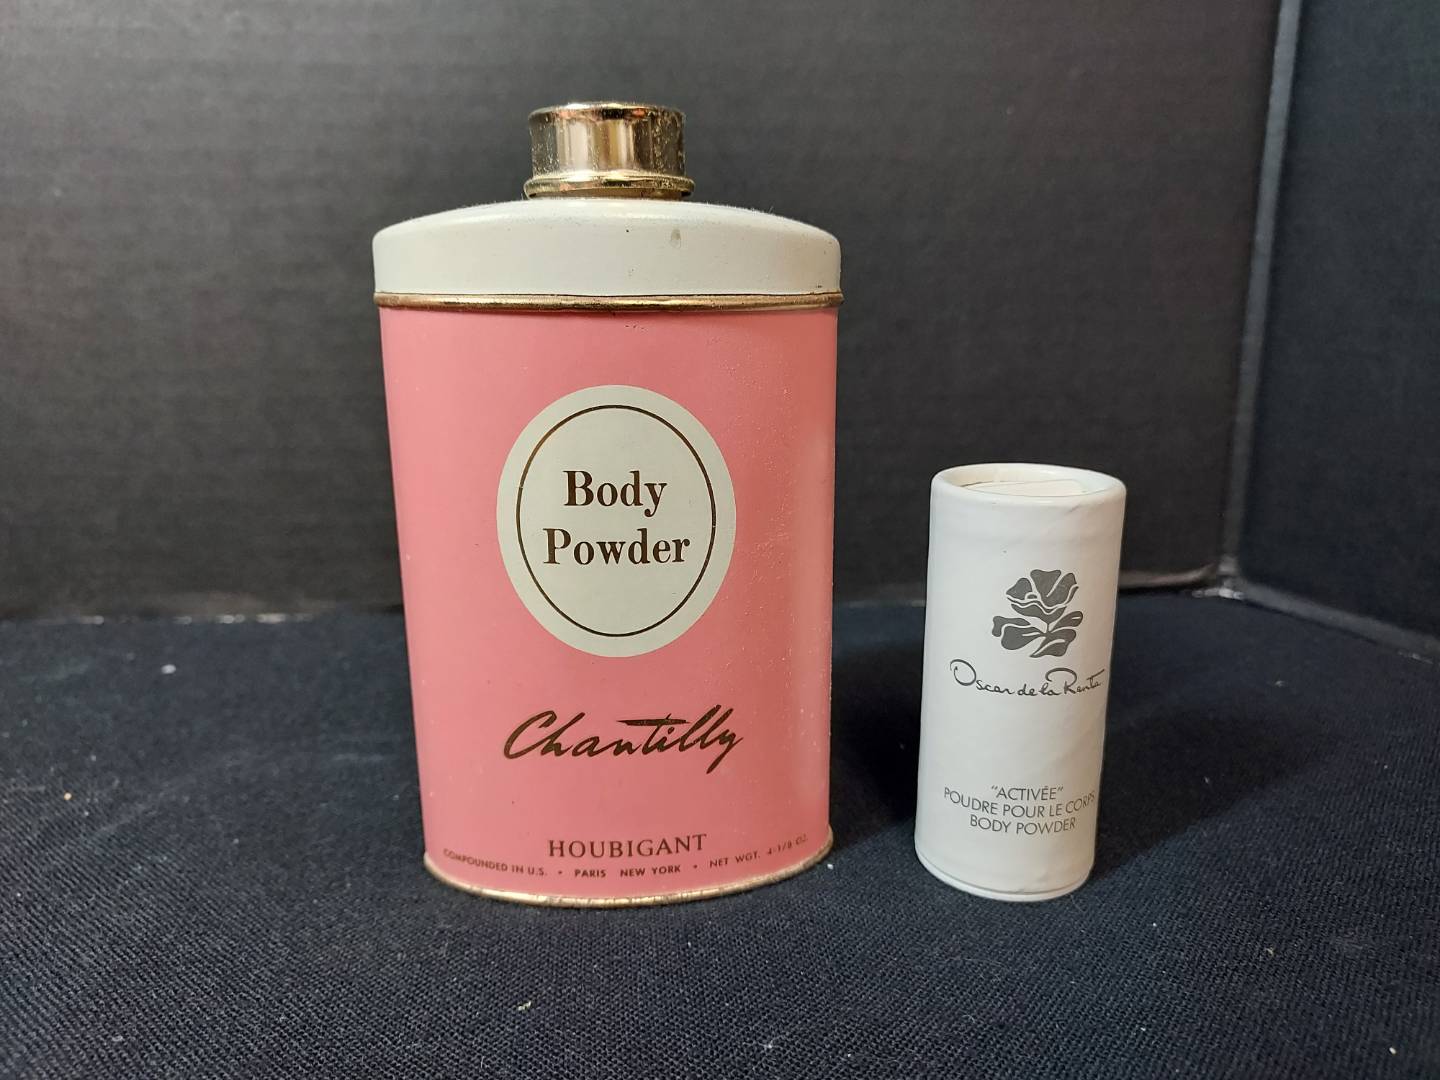 Body
Powder
Chantilly
HOUBIGANT
COMPOUNDED IN U.S. • PARIS NEW YORK • NET WGT. 4-1/8 OZ.
Oscar de la Renta
"ACTIVÉE"
POUDRE POUR LE CORPS
BODY POWDER